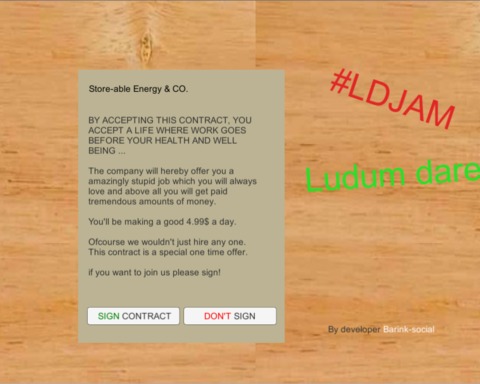 Store-able Energy & CO.
BY ACCEPTING THIS CONTRACT, YOU
ACCEPT A LIFE WHERE WORK GOES
BEFORE YOUR HEALTH AND WELL
BEING ...
The company will hereby offer you a
amazingly stupid job which you will always
love and above all you will get paid
tremendous amounts of money.
You'll be making a good 4.99$ a day.
Ofcourse we wouldn't just hire any one.
This contract is a special one time offer.
if you want to join us please sign!
SIGN CONTRACT
DON'T SIGN
#LDJAM
Ludum dare
By developer Barink-social